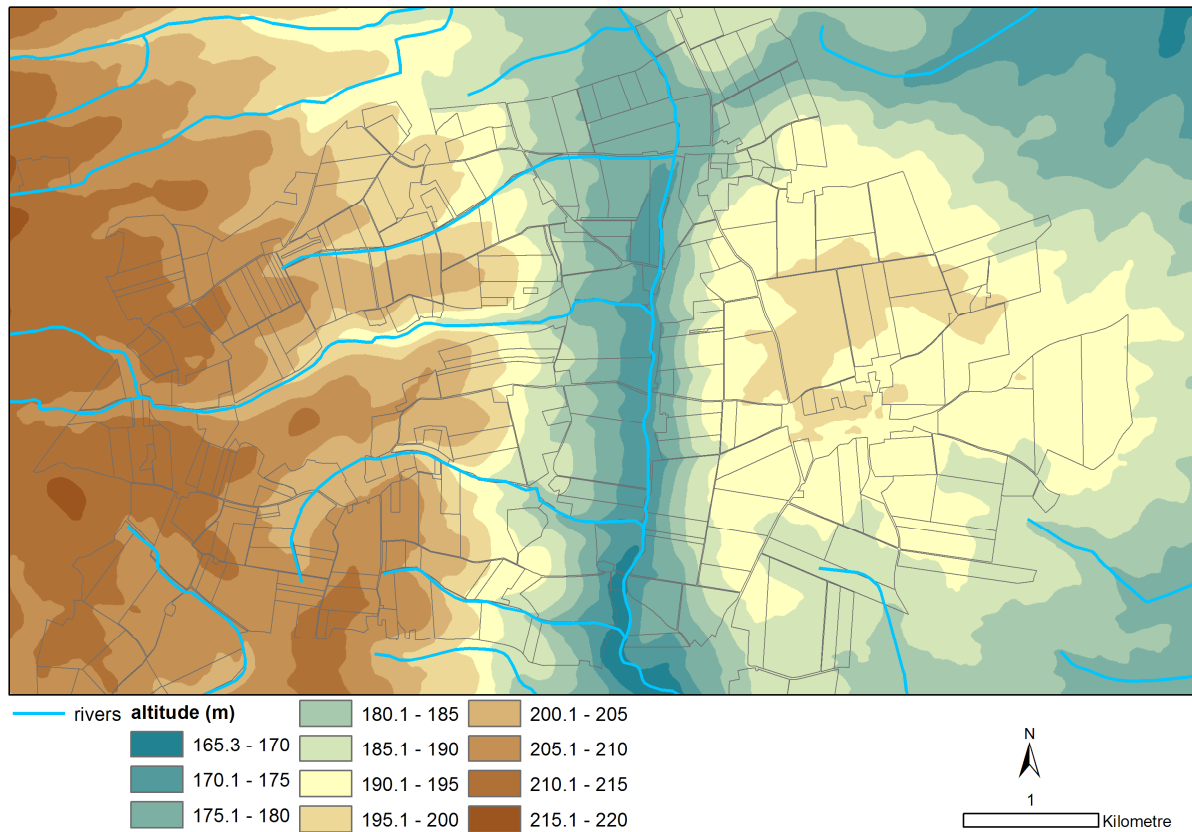 rivers
altitude (m)
165.3 - 170
170.1 - 175
175.1 - 180
180.1 - 185
185.1 - 190
190.1 - 195
195.1 - 200
200.1 - 205
205.1 - 210
210.1 - 215
215.1 - 220
N
1
Kilometre